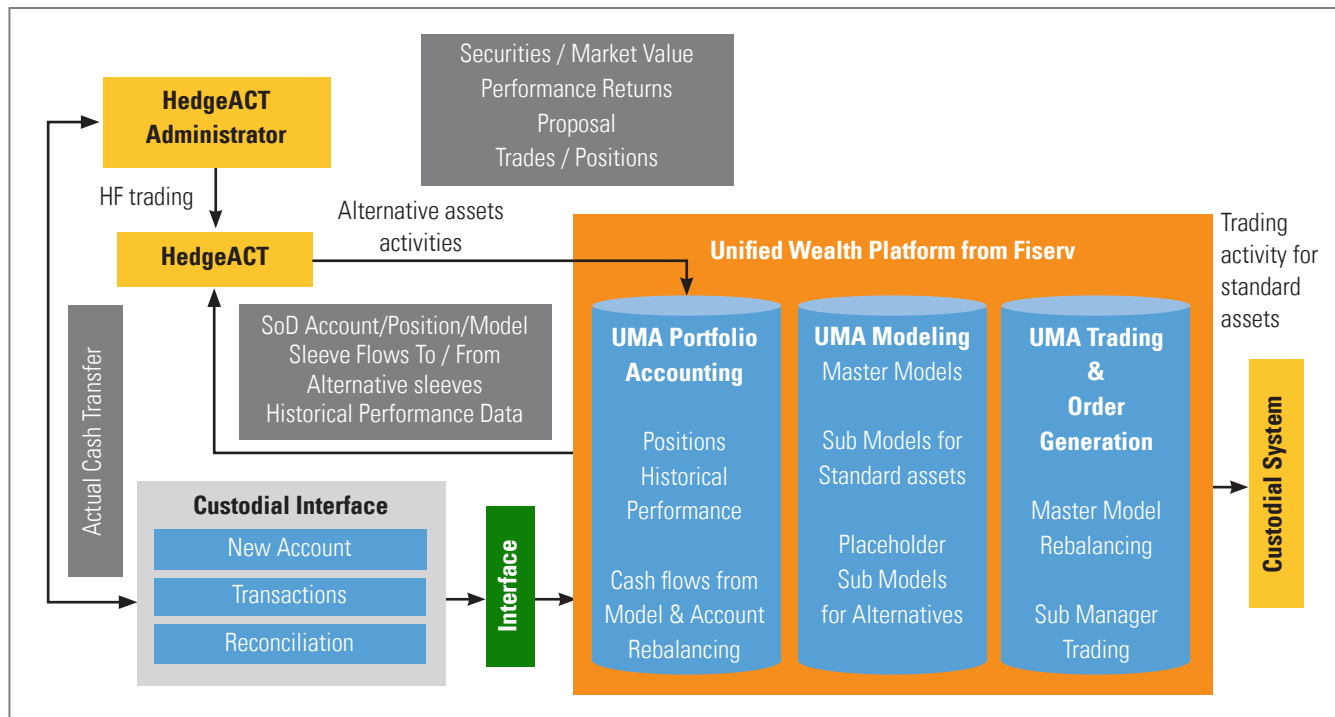 Securities / Market Value
Performance Returns
Proposal
Trades / Positions
HedgeACT
Administrator
HF trading
HedgeACT
Alternative assets
activities
Actual Cash Transfer
SoD Account/Position/Model
Sleeve Flows To / From
Alternative sleeves
Historical Performance Data
Custodial Interface
New Account
Transactions
Reconciliation
Interface
Unified Wealth Platform from Fiserv
UMA Portfolio
Accounting
Positions
Historical
Performance
Cash flows from
Model & Account
Rebalancing
UMA Modeling
Master Models
Sub Models for
Standard assets
Placeholder
Sub Models
for Alternatives
UMA Trading
&
Order
Generation
Master Model
Rebalancing
Sub Manager
Trading
Trading
activity for
standard
assets
Custodial System